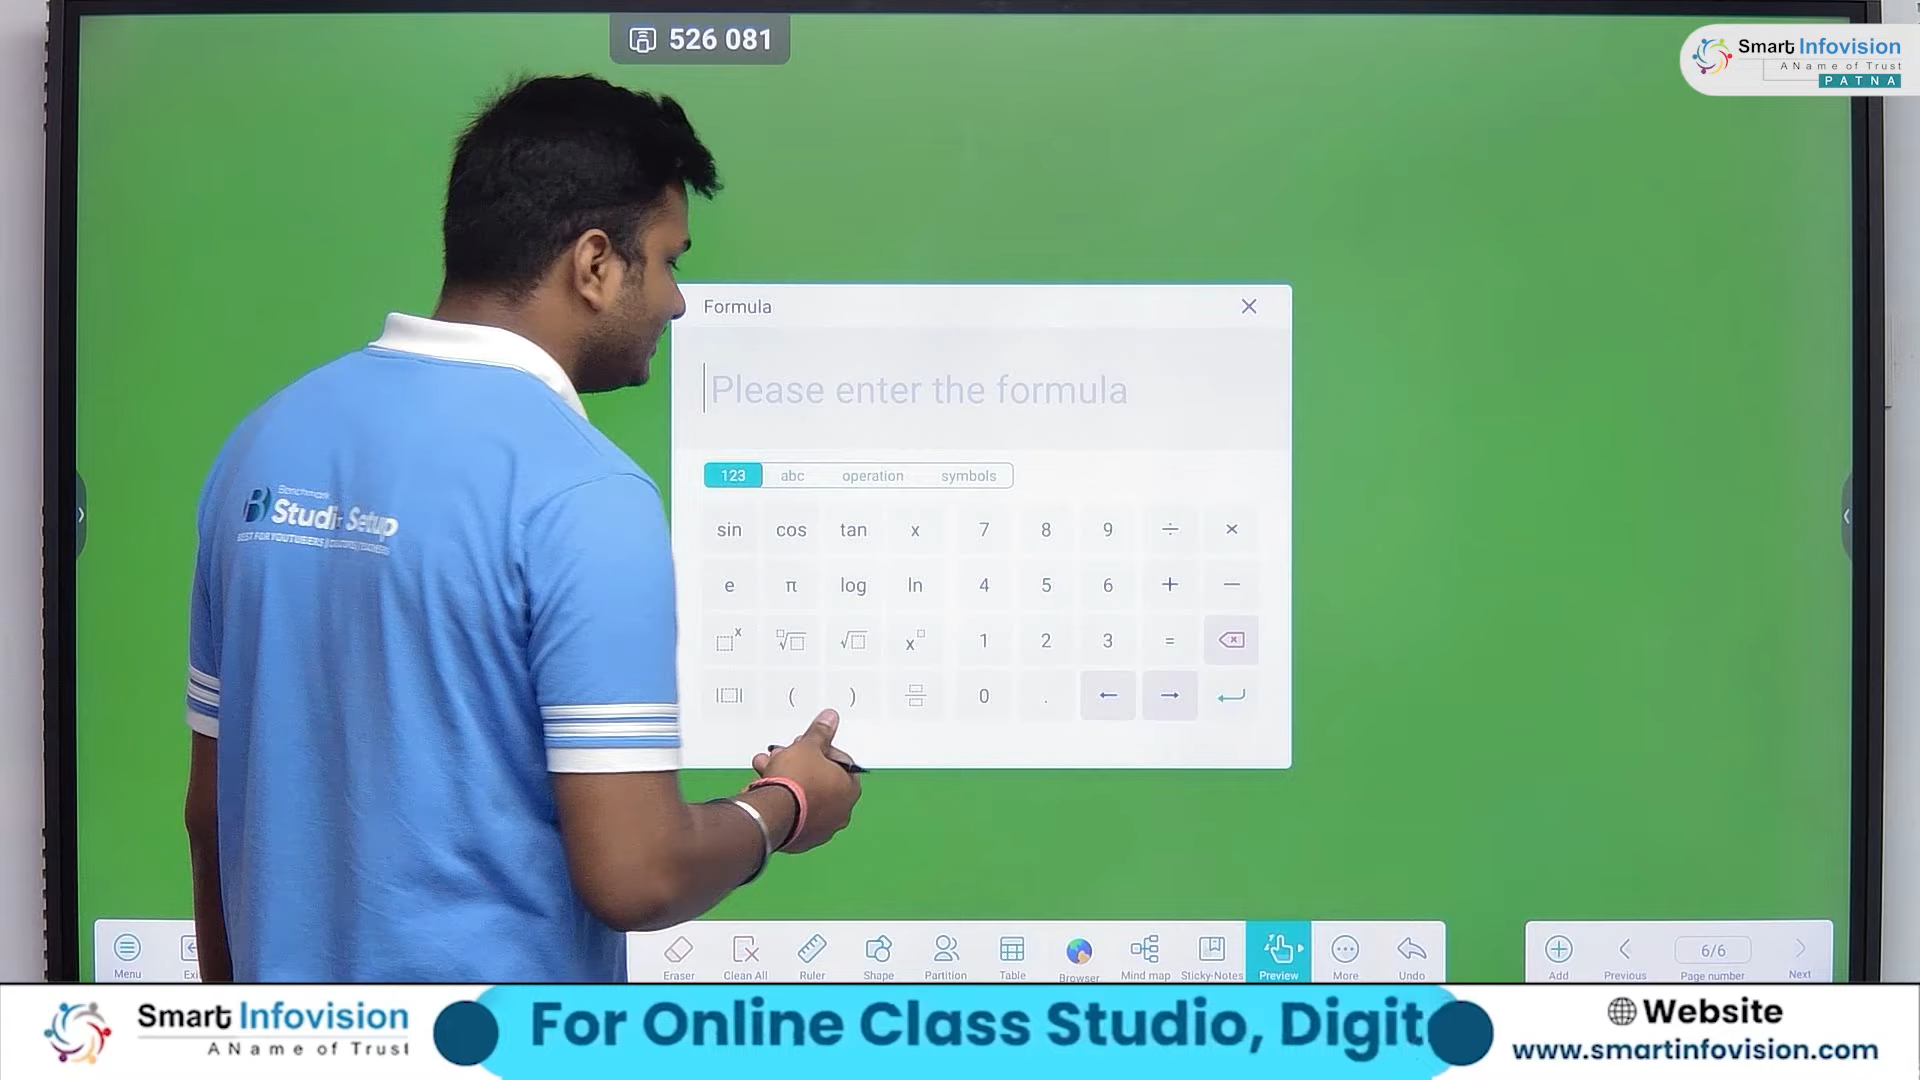 526 081
Smart Infovision
A Name of Trust
PATNA
Formula
Please enter the formula
123 abc operation symbols
sin cos tan x 7 8 9 ÷ ×
e π log ln 4 5 6 + −
x √ √ x 1 2 3 =
( ) 0 . ← →
Benchmark
Studio Setup
Menu
Eraser Clean All Ruler Shape Partition Table Browser Mind map Sticky-Notes Preview More Undo
6/6
Add Previous Page number Next
Smart Infovision
A Name of Trust
For Online Class Studio, Digit
Website
www.smartinfovision.com